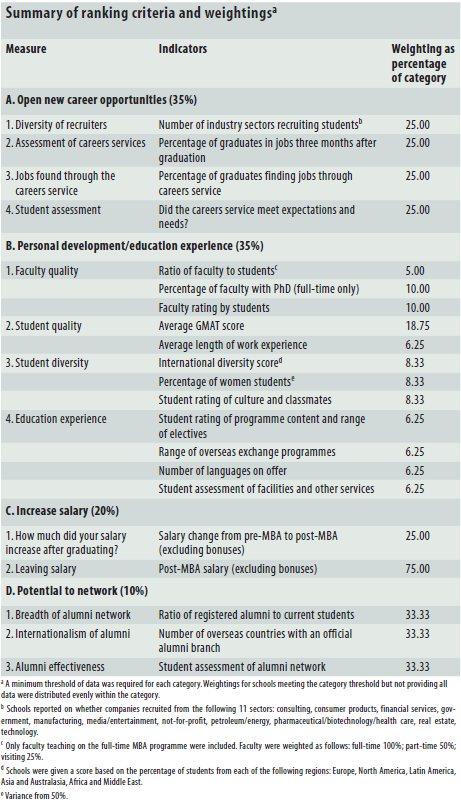 Summary of ranking criteria and weightingsa
Measure Indicators Weighting as
percentage
of category
A. Open new career opportunities (35%)
1. Diversity of recruiters Number of industry sectors recruiting studentsb 25.00
2. Assessment of careers services Percentage of graduates in jobs three months after 25.00
graduation
3. Jobs found through the Percentage of graduates finding jobs through 25.00
careers service career service
4. Student assessment Did the careers service meet expectations and 25.00
needs?
B. Personal development/education experience (35%)
1. Faculty quality Ratio of faculty to studentsc 5.00
Percentage of faculty with PhD (full-time only) 10.00
Faculty rating by students 10.00
2. Student quality Average GMAT score 18.75
Average length of work experience 6.25
3. Student diversity International diversity scored 8.33
Percentage of women studentse 8.33
Student rating of culture and classmates 8.33
4. Education experience Student rating of programme content and range 6.25
of electives
Range of overseas exchange programmes 6.25
Number of languages on offer 6.25
Student assessment of facilities and other services 6.25
C. Increase salary (20%)
1. How much did your salary Salary change from pre-MBA to post-MBA 25.00
increase after graduating? (excluding bonuses)
2. Leaving salary Post-MBA salary (excluding bonuses) 75.00
D. Potential to network (10%)
1. Breadth of alumni network Ratio of registered alumni to current students 33.33
2. Internationalism of alumni Number of overseas countries with an official 33.33
alumni branch
3. Alumni effectiveness Student assessment of alumni network 33.33
a A minimum threshold of data was required for each category. Weightings for schools meeting the category threshold but not providing all
data were distributed evenly within the category.
b Schools reported on whether companies recruited from the following 11 sectors: consulting, consumer products, financial services, gov-
ernment, manufacturing, media/entertainment, not-for-profit, petroleum/energy, pharmaceutical/biotechnology/health care, real estate,
technology.
c Only faculty teaching on the full-time MBA programme were included. Faculty were weighted as follows: full-time 100%; part-time 50%;
visiting 25%.
d Schools were given a score based on the percentage of students from each of the following regions: Europe, North America, Latin America,
Asia and Australasia, Africa and Middle East.
e Variance from 50%.